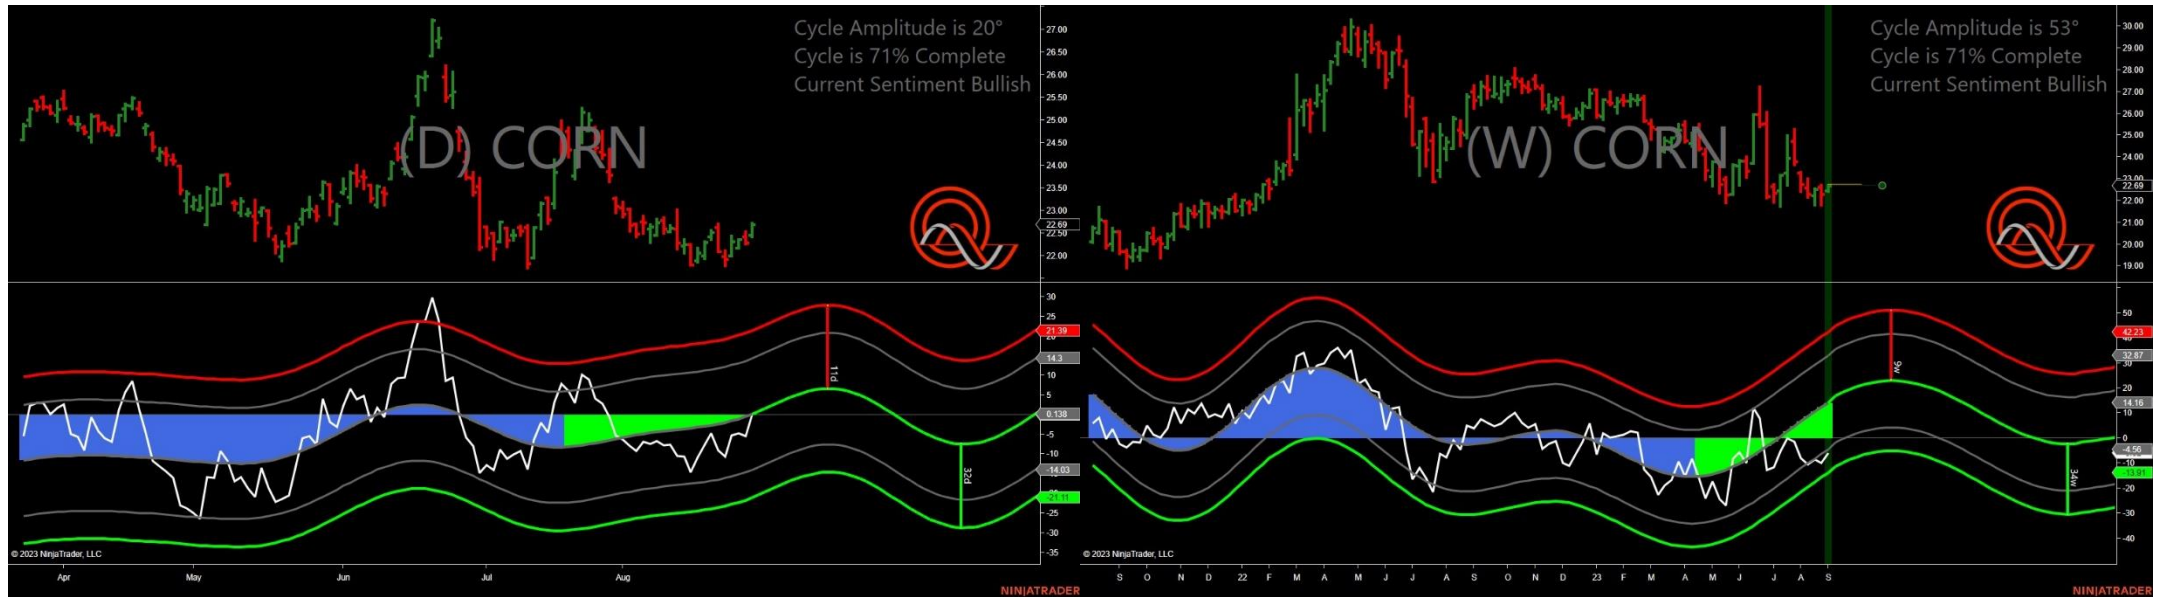 Cycle Amplitude is 20°
Cycle is 71% Complete
Current Sentiment Bullish
(D) CORN
27.00
26.50
26.00
25.50
25.00
24.50
24.00
23.50
23.00
22.69
22.50
22.00
30
25
21.39
14.3
10
5
0.138
-5
-10
-14.03
-21.11
-25
-30
-35
11d
32d
© 2023 NinjaTrader, LLC
Apr May Jun Jul Aug
NINJATRADER
Cycle Amplitude is 53°
Cycle is 71% Complete
Current Sentiment Bullish
(W) CORN
30.00
29.00
28.00
27.00
26.00
25.00
24.00
23.00
22.69
22.00
21.00
20.00
19.00
50
42.23
32.87
30
20
14.16
10
0
-4.56
-10
-13.91
-20
-30
-40
9w
34w
© 2023 NinjaTrader, LLC
S O N D 22 F M A M J J A S O N D 23 F M A M J J A S
NINJATRADER